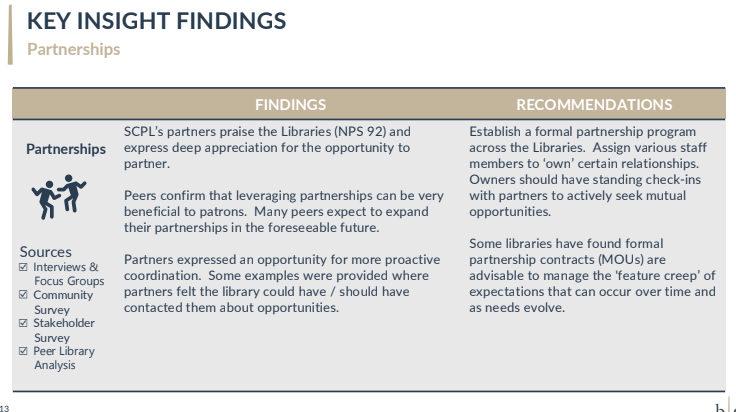 KEY INSIGHT FINDINGS
Partnerships
FINDINGS
RECOMMENDATIONS
Partnerships
Sources
☑ Interviews &
Focus Groups
☑ Community
Survey
☑ Stakeholder
Survey
☑ Peer Library
Analysis
SCPL's partners praise the Libraries (NPS 92) and
express deep appreciation for the opportunity to
partner.
Peers confirm that leveraging partnerships can be very
beneficial to patrons.  Many peers expect to expand
their partnerships in the foreseeable future.
Partners expressed an opportunity for more proactive
coordination.  Some examples were provided where
partners felt the library could have / should have
contacted them about opportunities.
Establish a formal partnership program
across the Libraries.  Assign various staff
members to 'own' certain relationships.
Owners should have standing check-ins
with partners to actively seek mutual
opportunities.
Some libraries have found formal
partnership contracts (MOUs) are
advisable to manage the 'feature creep' of
expectations that can occur over time and
as needs evolve.
13